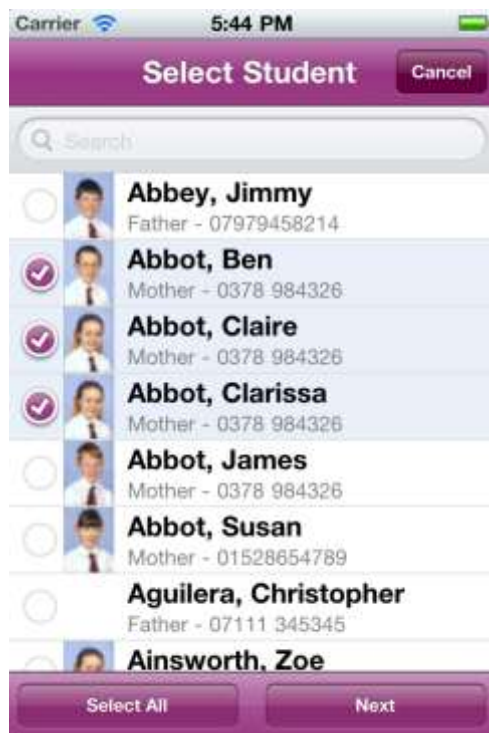 Carrier 5:44 PM
Select Student Cancel
Search
Abbey, Jimmy
Father - 07979458214
Abbot, Ben
Mother - 0378 984326
Abbot, Claire
Mother - 0378 984326
Abbot, Clarissa
Mother - 0378 984326
Abbot, James
Mother - 0378 984326
Abbot, Susan
Mother - 01528654789
Aguilera, Christopher
Father - 07111 345345
Ainsworth, Zoe
Select All Next